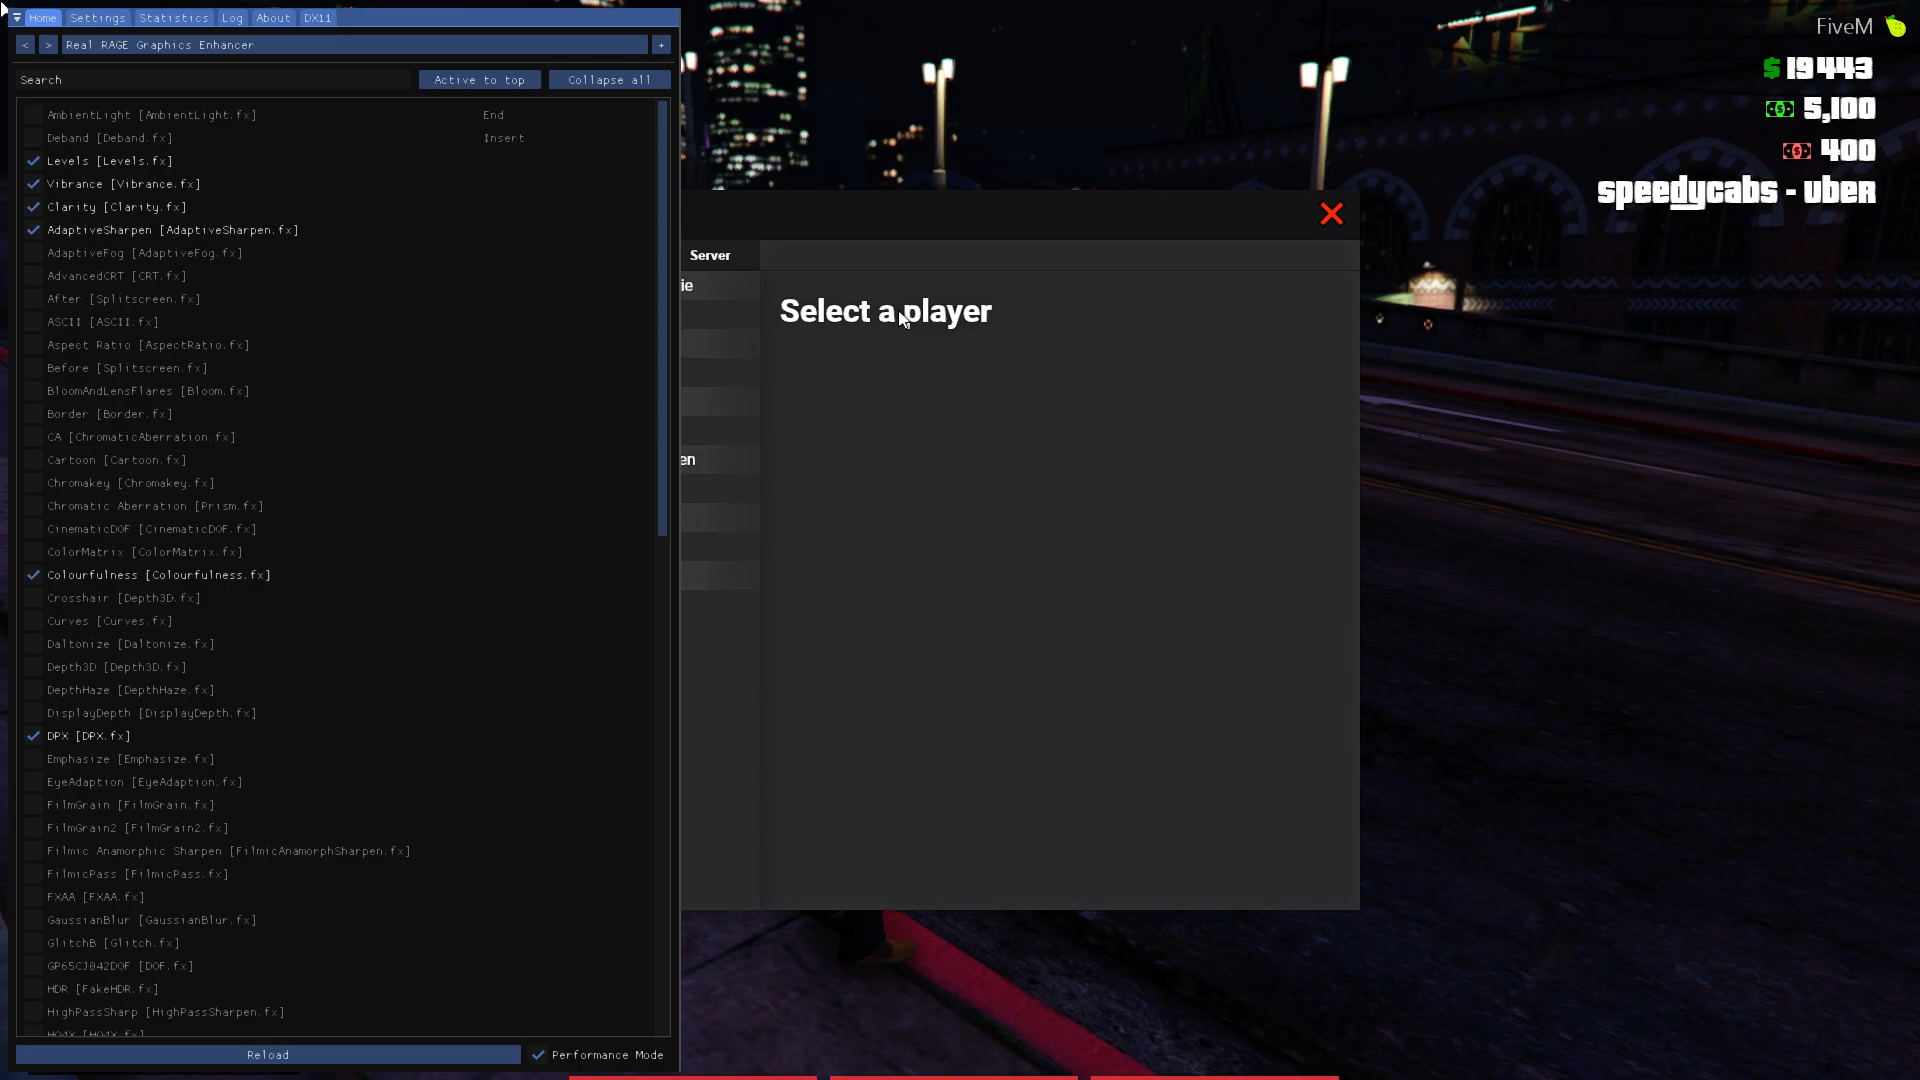 Home Settings Statistics Log About DX11
< > Real RAGE Graphics Enhancer +
Search Active to top Collapse all
AmbientLight [AmbientLight.fx] End
Deband [Deband.fx] Insert
Levels [Levels.fx]
Vibrance [Vibrance.fx]
Clarity [Clarity.fx]
AdaptiveSharpen [AdaptiveSharpen.fx]
AdaptiveFog [AdaptiveFog.fx]
AdvancedCRT [CRT.fx]
After [Splitscreen.fx]
ASCII [ASCII.fx]
Aspect Ratio [AspectRatio.fx]
Before [Splitscreen.fx]
BloomAndLensFlares [Bloom.fx]
Border [Border.fx]
CA [ChromaticAberration.fx]
Cartoon [Cartoon.fx]
Chromakey [Chromakey.fx]
Chromatic Aberration [Prism.fx]
CinematicDOF [CinematicDOF.fx]
ColorMatrix [ColorMatrix.fx]
Colourfulness [Colourfulness.fx]
Crosshair [Depth3D.fx]
Curves [Curves.fx]
Daltonize [Daltonize.fx]
Depth3D [Depth3D.fx]
DepthHaze [DepthHaze.fx]
DisplayDepth [DisplayDepth.fx]
DPX [DPX.fx]
Emphasize [Emphasize.fx]
EyeAdaption [EyeAdaption.fx]
FilmGrain [FilmGrain.fx]
FilmGrain2 [FilmGrain2.fx]
Filmic Anamorphic Sharpen [FilmicAnamorphSharpen.fx]
FilmicPass [FilmicPass.fx]
FXAA [FXAA.fx]
GaussianBlur [GaussianBlur.fx]
GlitchB [Glitch.fx]
GP65CJ042DOF [DOF.fx]
HDR [FakeHDR.fx]
HighPassSharp [HighPassSharpen.fx]
HQ4X [HQ4X.fx]
Reload Performance Mode
Server
ie
en
Select a player
FiveM
$ 19443
5,100
400
speedycabs - uber